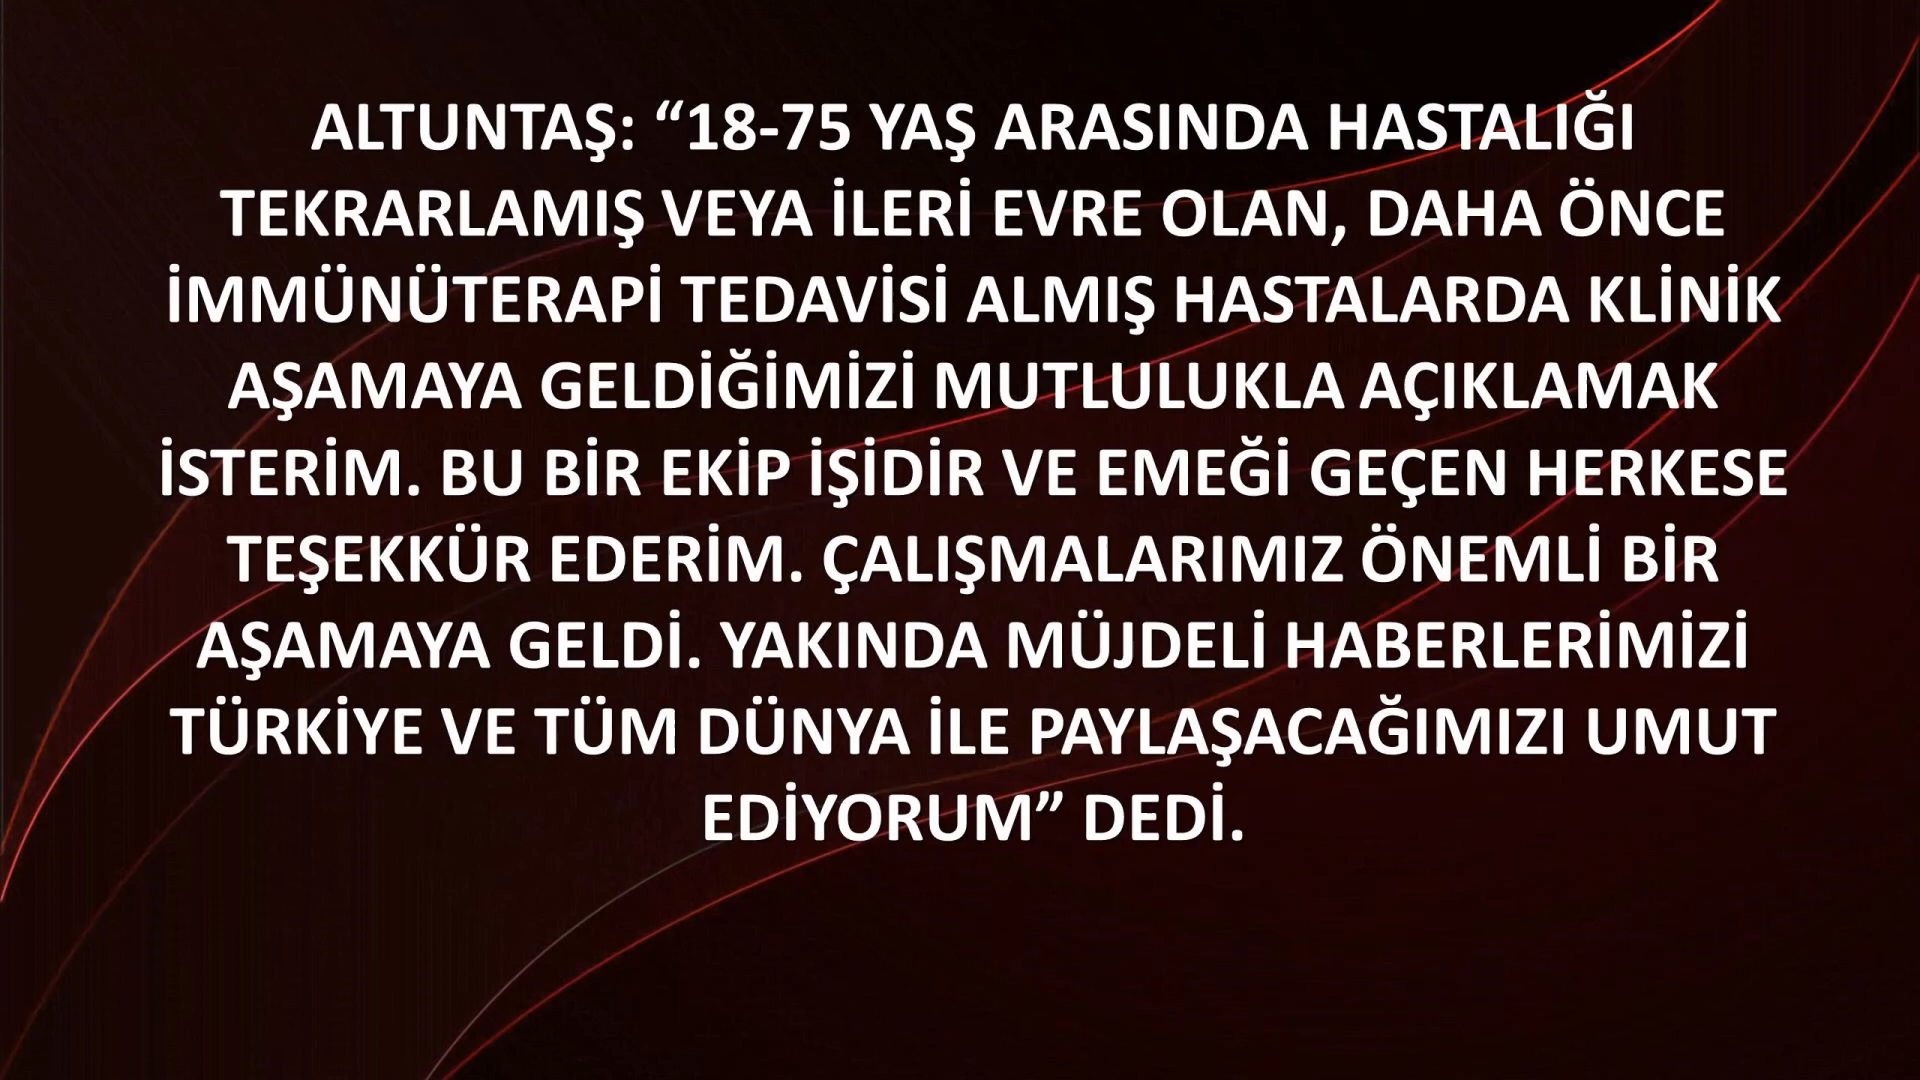 ALTUNTAŞ: “18-75 YAŞ ARASINDA HASTALIĞI
TEKRARLAMIŞ VEYA İLERİ EVRE OLAN, DAHA ÖNCE
İMMÜNÜTERAPİ TEDAVİSİ ALMIŞ HASTALARDA KLİNİK
AŞAMAYA GELDİĞİMİZİ MUTLULUKLA AÇIKLAMAK
İSTERİM. BU BİR EKİP İŞİDİR VE EMEĞİ GEÇEN HERKESE
TEŞEKKÜR EDERİM. ÇALIŞMALARIMIZ ÖNEMLİ BİR
AŞAMAYA GELDİ. YAKINDA MÜJDELİ HABERLERİMİZİ
TÜRKİYE VE TÜM DÜNYA İLE PAYLAŞACAĞIMIZI UMUT
EDİYORUM” DEDİ.